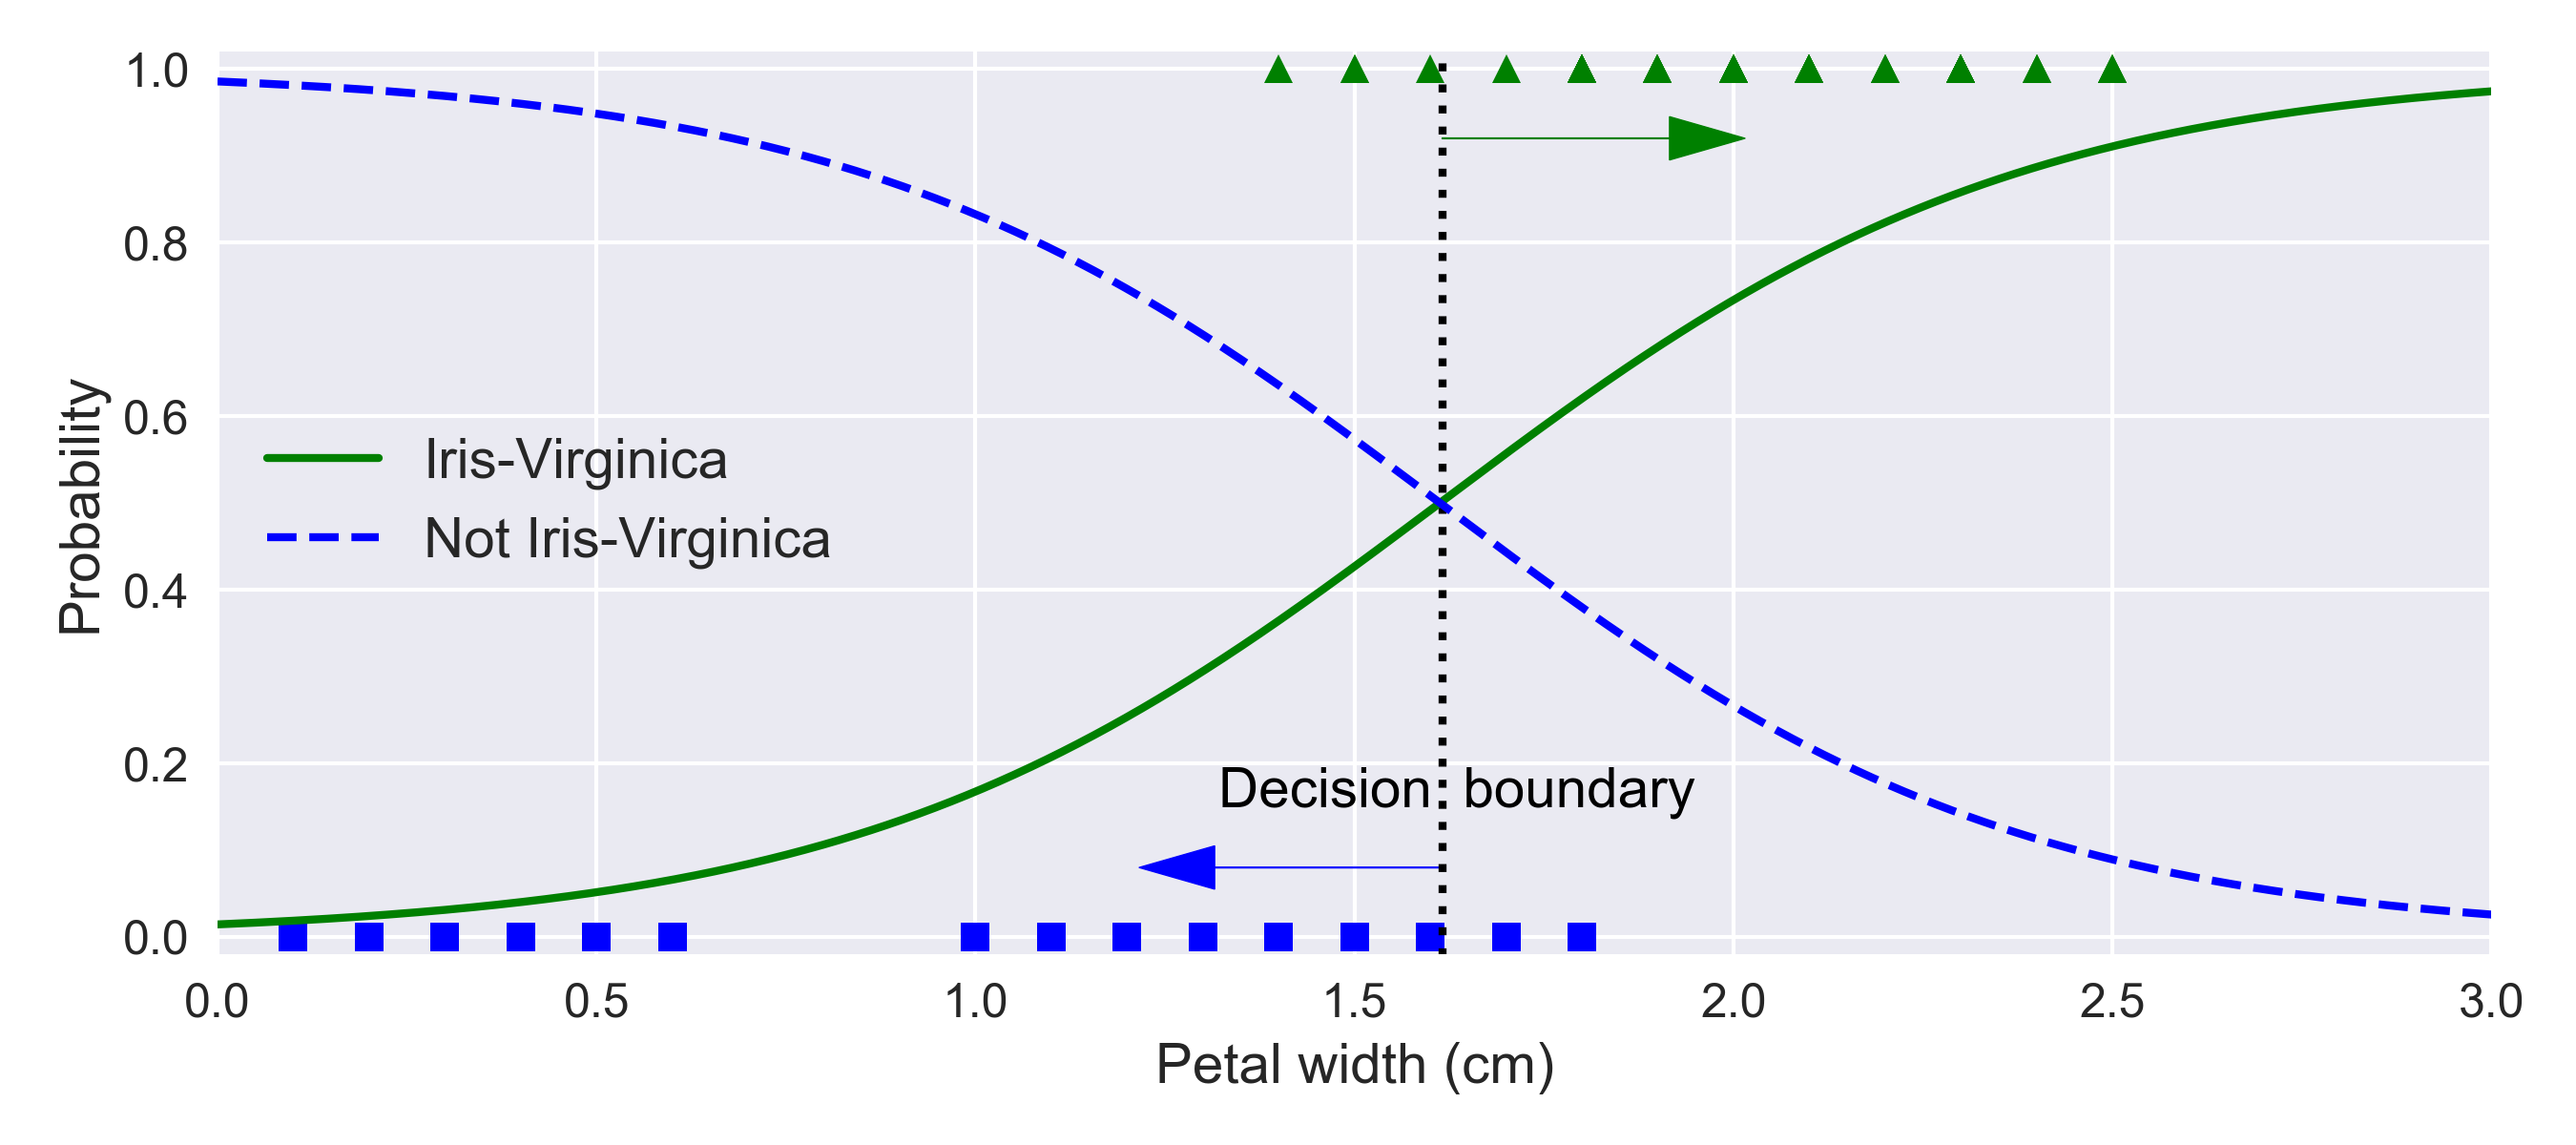 1.0
0.8
0.6
0.4
0.2
0.0
Probability
Iris-Virginica
Not Iris-Virginica
Decision boundary
0.0 0.5 1.0 1.5 2.0 2.5 3.0
Petal width (cm)